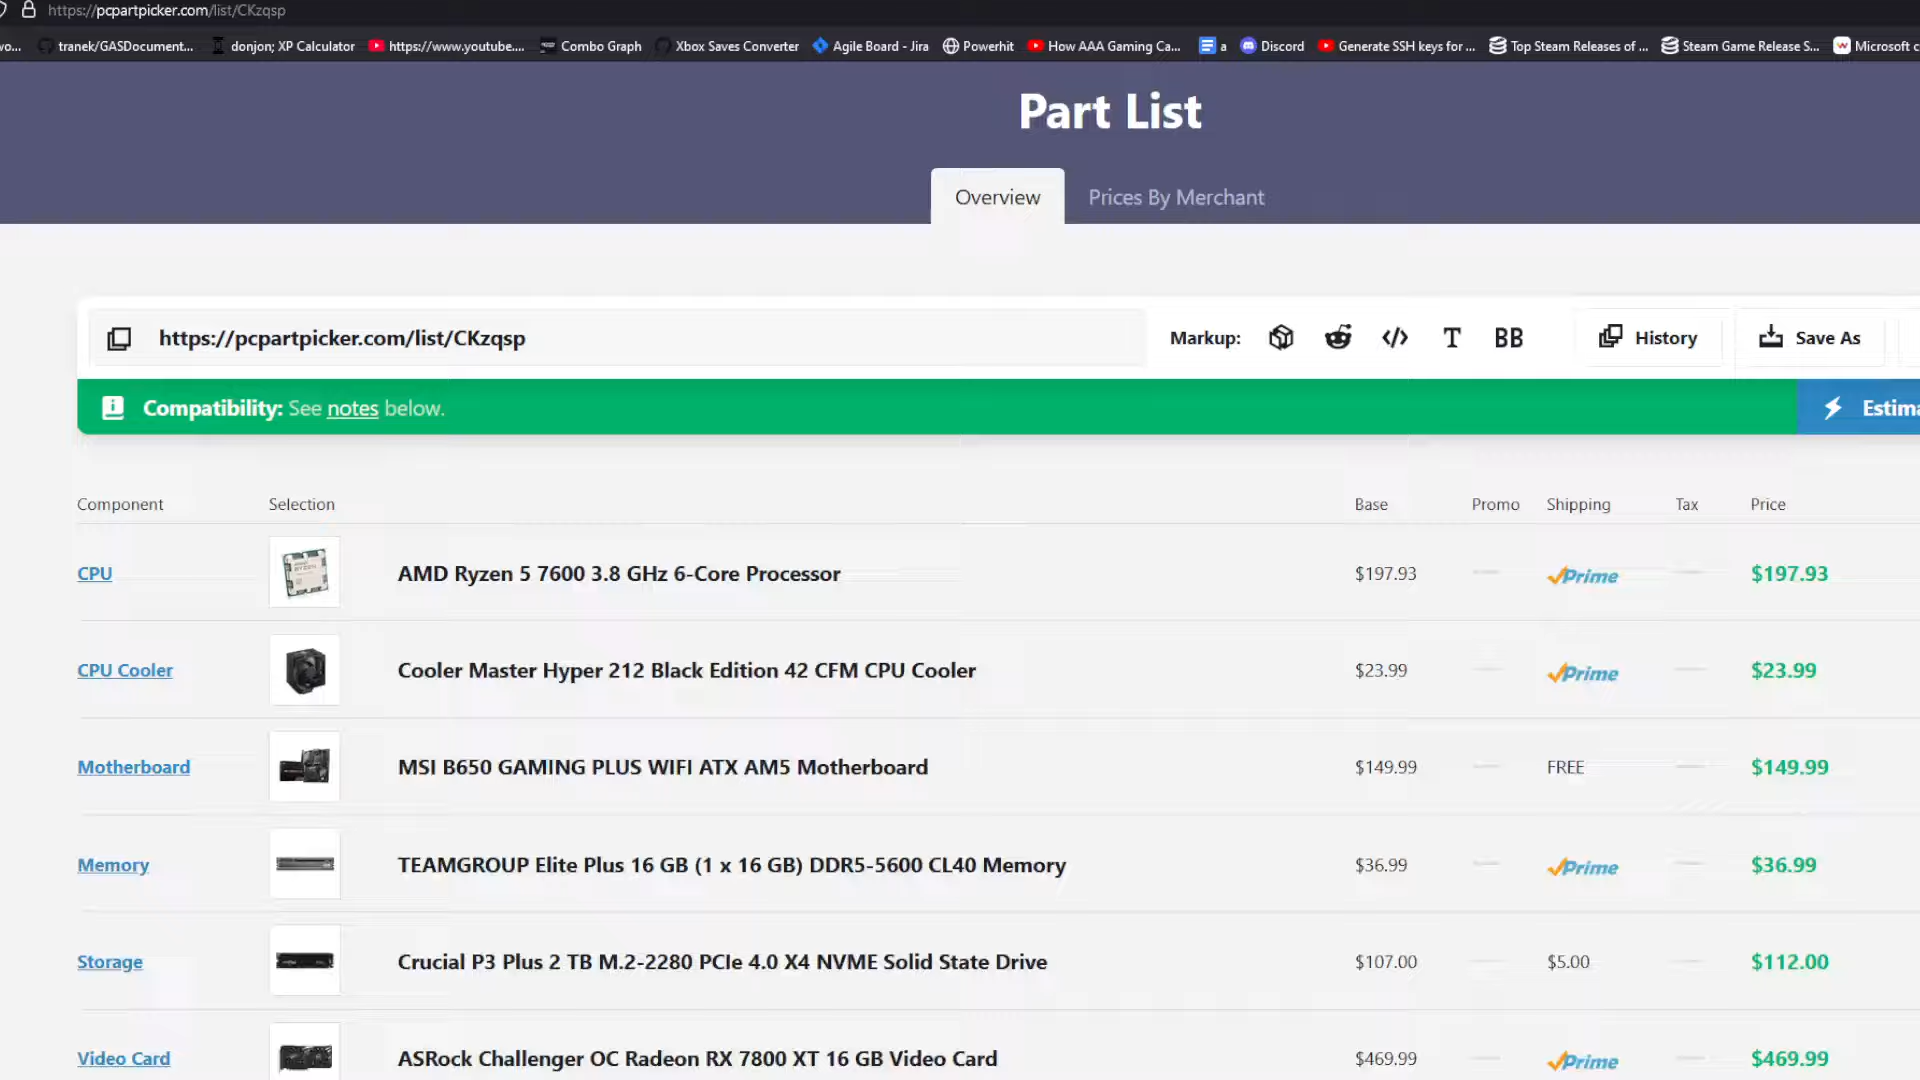 https://pcpartpicker.com/list/CKzqsp
wo... tranek/GASDocument... donjon; XP Calculator https://www.youtube.... Combo Graph Xbox Saves Converter Agile Board - Jira Powerhit How AAA Gaming Ca... a Discord Generate SSH keys for ... Top Steam Releases of ... Steam Game Release S... Microsoft c
Part List
Overview Prices By Merchant
https://pcpartpicker.com/list/CKzqsp Markup: T BB History Save As
Compatibility: See notes below. Estima
Component Selection Base Promo Shipping Tax Price
CPU AMD Ryzen 5 7600 3.8 GHz 6-Core Processor $197.93 Prime $197.93
CPU Cooler Cooler Master Hyper 212 Black Edition 42 CFM CPU Cooler $23.99 Prime $23.99
Motherboard MSI B650 GAMING PLUS WIFI ATX AM5 Motherboard $149.99 FREE $149.99
Memory TEAMGROUP Elite Plus 16 GB (1 x 16 GB) DDR5-5600 CL40 Memory $36.99 Prime $36.99
Storage Crucial P3 Plus 2 TB M.2-2280 PCIe 4.0 X4 NVME Solid State Drive $107.00 $5.00 $112.00
Video Card ASRock Challenger OC Radeon RX 7800 XT 16 GB Video Card $469.99 Prime $469.99